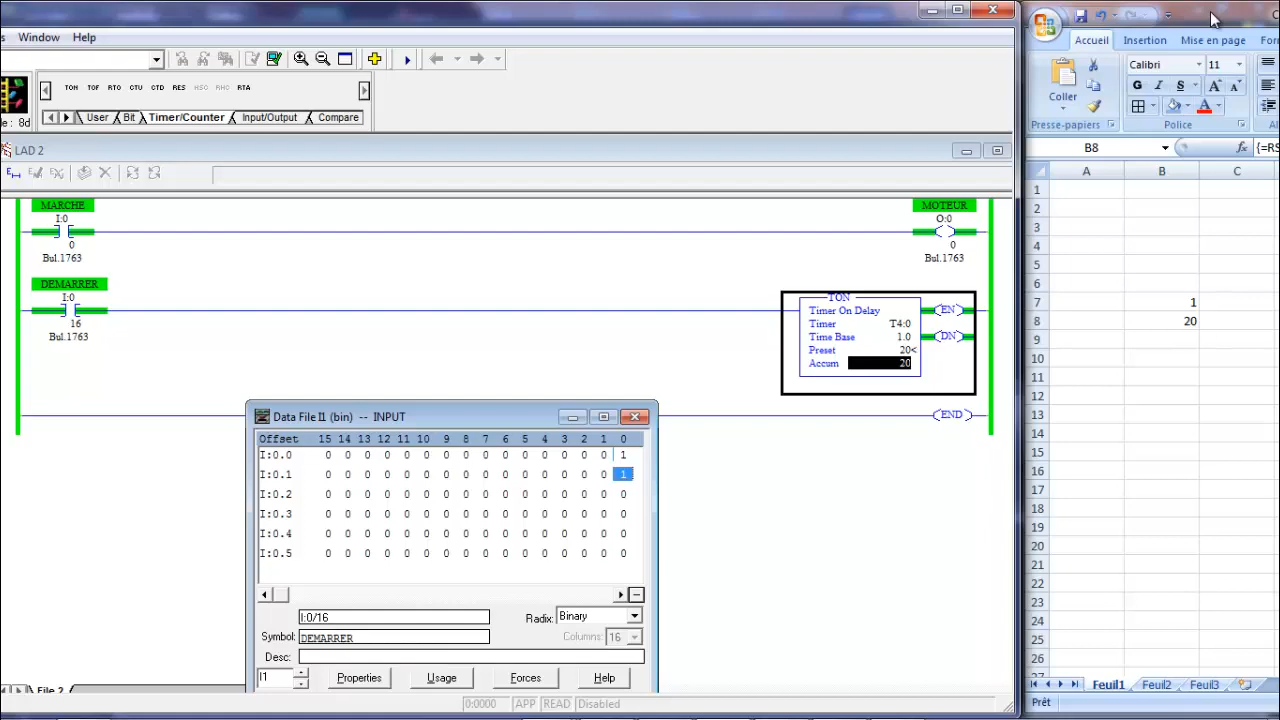 s Window Help
TON TOF RTO CTU CTD RES HSC RHC RTA
e : 8d
User Bit Timer/Counter Input/Output Compare
LAD 2
MARCHE
I:0
0
Bul.1763
MOTEUR
O:0
0
Bul.1763
DEMARRER
I:0
16
Bul.1763
TON
Timer On Delay
Timer T4:0
Time Base 1.0
Preset 20<
Accum 20
EN
DN
END
Data File I1 (bin) -- INPUT
Offset 15 14 13 12 11 10 9 8 7 6 5 4 3 2 1 0
I:0.0 0 0 0 0 0 0 0 0 0 0 0 0 0 0 0 1
I:0.1 0 0 0 0 0 0 0 0 0 0 0 0 0 0 0 1
I:0.2 0 0 0 0 0 0 0 0 0 0 0 0 0 0 0 0
I:0.3 0 0 0 0 0 0 0 0 0 0 0 0 0 0 0 0
I:0.4 0 0 0 0 0 0 0 0 0 0 0 0 0 0 0 0
I:0.5 0 0 0 0 0 0 0 0 0 0 0 0 0 0 0 0
I:0/16
Radix: Binary
Symbol: DEMARRER
Columns: 16
Desc:
I1 Properties Usage Forces Help
File 2
0:0000 APP READ Disabled
Accueil Insertion Mise en page For
Coller
Calibri 11
G I S A A
A
Presse-papiers Police
B8 fx {=RS
A B C
1
2
3
4
5
6
7 1
8 20
9
10
11
12
13
14
15
16
17
18
19
20
21
22
23
24
25
26
27
Feuil1 Feuil2 Feuil3
Prêt